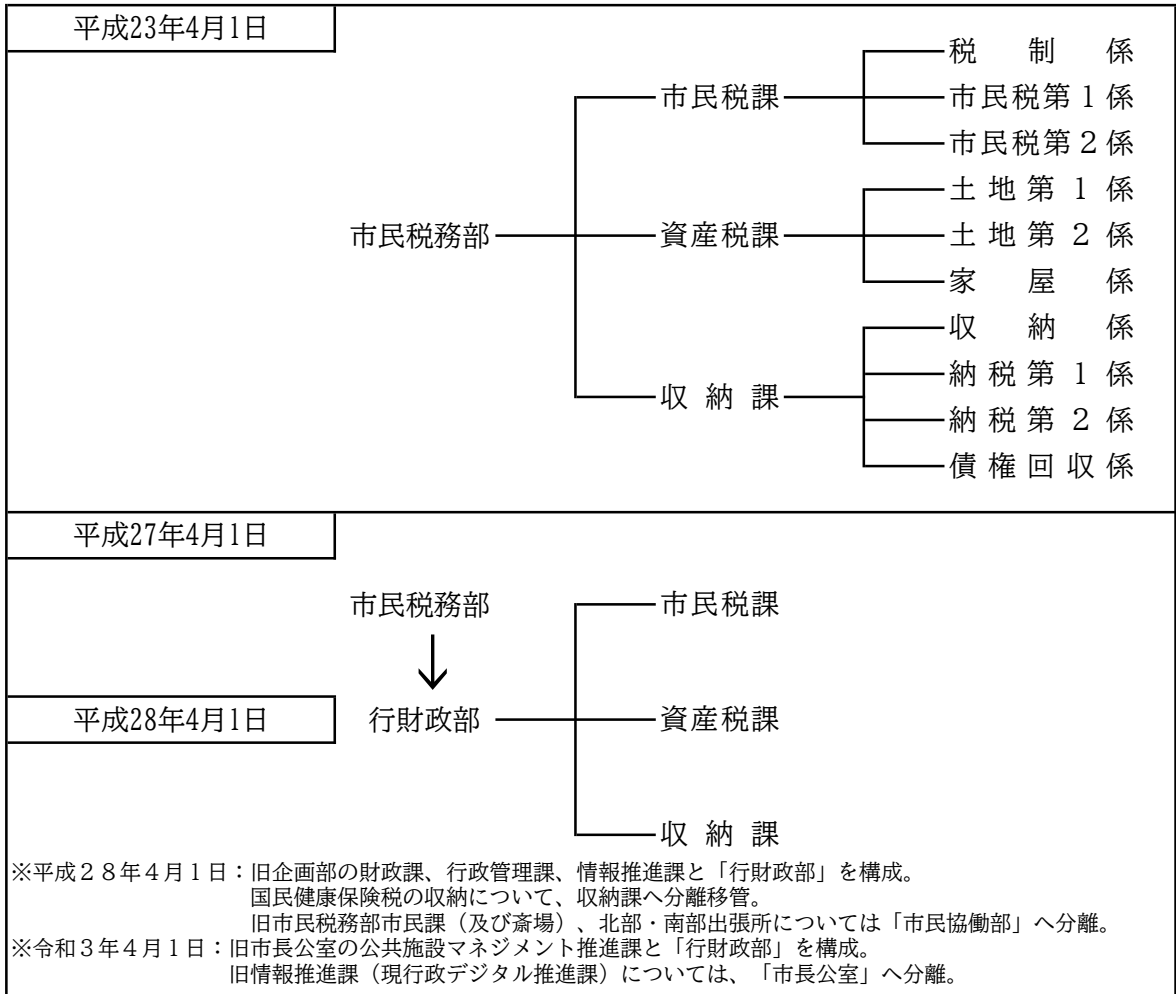 平成23年4月1日
税制係
市民税課
市民税第1係
市民税第2係
土地第1係
市民税務部
資産税課
土地第2係
家屋係
収納係
納税第1係
収納課
納税第2係
債権回収係
平成27年4月1日
市民税務部
市民税課
平成28年4月1日
行財政部
資産税課
収納課
※平成28年4月1日：旧企画部の財政課、行政管理課、情報推進課と「行財政部」を構成。
国民健康保険税の収納について、収納課へ分離移管。
旧市民税務部市民課（及び斎場）、北部・南部出張所については「市民協働部」へ分離。
※令和3年4月1日：旧市長公室の公共施設マネジメント推進課と「行財政部」を構成。
旧情報推進課（現行政デジタル推進課）については、「市長公室」へ分離。